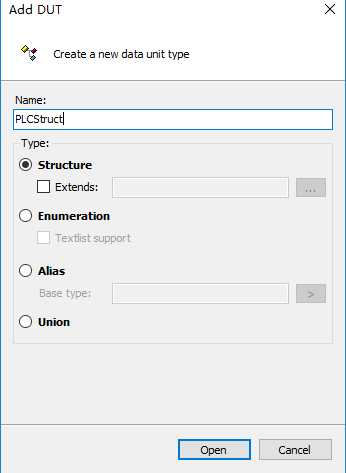 Add DUT
Create a new data unit type
Name:
PLCStruct
Type:
Structure
Extends:
...
Enumeration
Textlist support
Alias
Base type:
>
Union
Open
Cancel